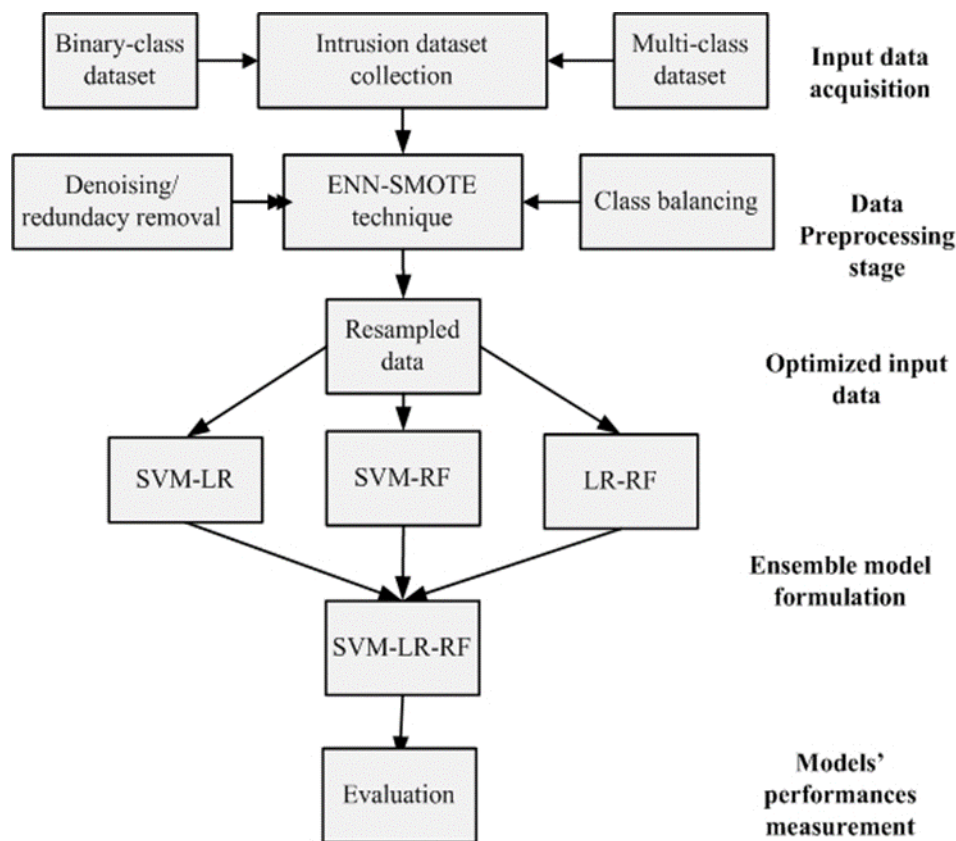 Binary-class
dataset
Intrusion dataset
collection
Multi-class
dataset
Input data
acquisition
Denoising/
redundacy removal
ENN-SMOTE
technique
Class balancing
Data
Preprocessing
stage
Resampled
data
Optimized input
data
SVM-LR
SVM-RF
LR-RF
Ensemble model
formulation
SVM-LR-RF
Evaluation
Models’
performances
measurement